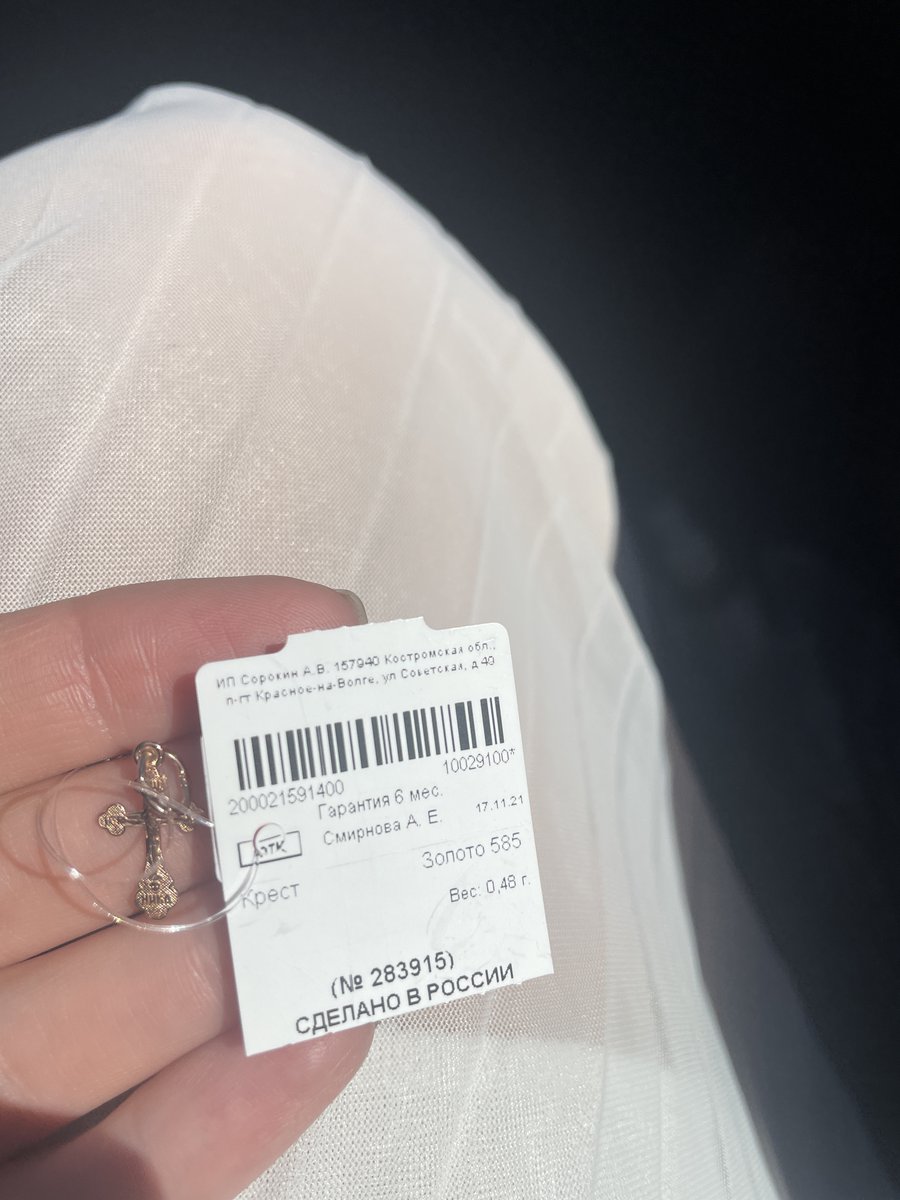 ИП Сорокин А.В. 157940 Костромская обл.,
п-гт Красное-на-Волге, ул Советская, д 49
200021591400
10029100*
Гарантия 6 мес.
Смирнова А. Е.
17.11.21
ОТК
Золото 585
Крест
Вес: 0,48 г.
(№ 283915)
СДЕЛАНО В РОССИИ
НИКА